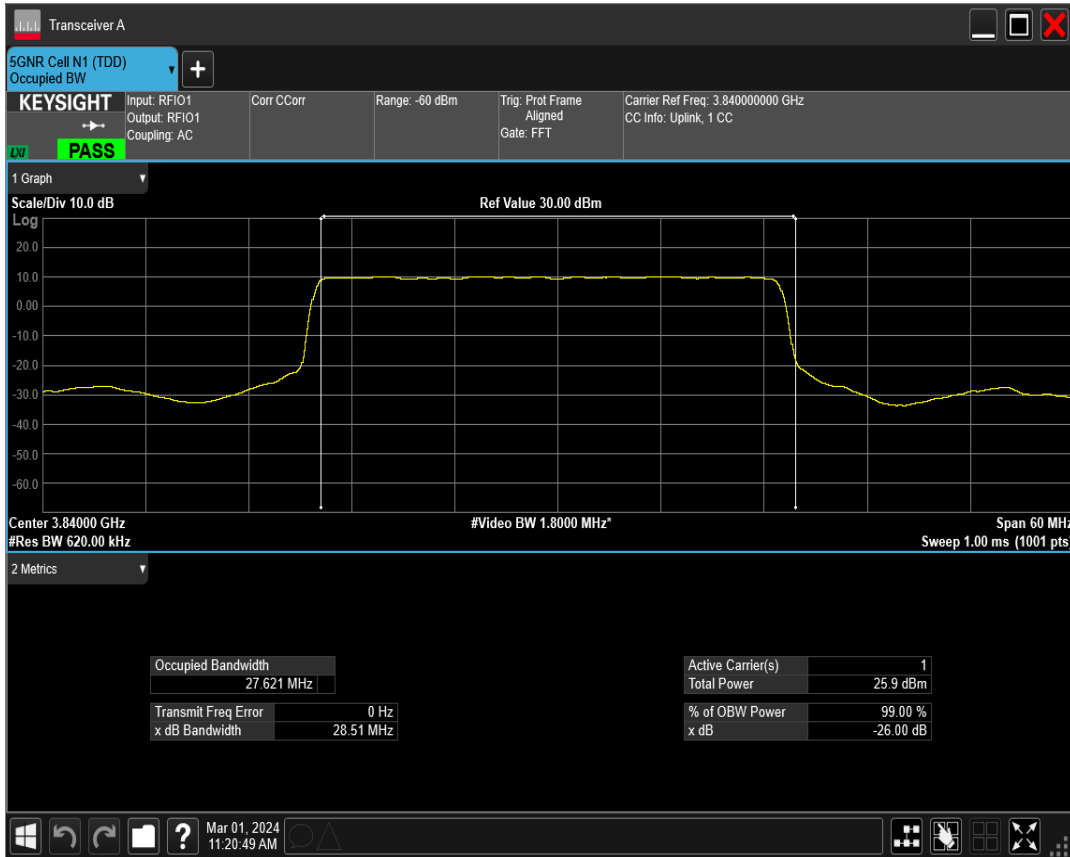 Transceiver A
5GNR Cell N1 (TDD)
Occupied BW
+
KEYSIGHT
LXI
PASS
Input: RFIO1
Output: RFIO1
Coupling: AC
Corr CCorr
Range: -60 dBm
Trig: Prot Frame
Aligned
Gate: FFT
Carrier Ref Freq: 3.840000000 GHz
CC Info: Uplink, 1 CC
1 Graph
Scale/Div 10.0 dB
Ref Value 30.00 dBm
Log
20.0
10.0
0.00
-10.0
-20.0
-30.0
-40.0
-50.0
-60.0
Center 3.84000 GHz
#Video BW 1.8000 MHz*
Span 60 MHz
#Res BW 620.00 kHz
Sweep 1.00 ms (1001 pts)
2 Metrics
Occupied Bandwidth
27.621 MHz
Transmit Freq Error 0 Hz
x dB Bandwidth 28.51 MHz
Active Carrier(s) 1
Total Power 25.9 dBm
% of OBW Power 99.00 %
x dB -26.00 dB
?
Mar 01, 2024
11:20:49 AM